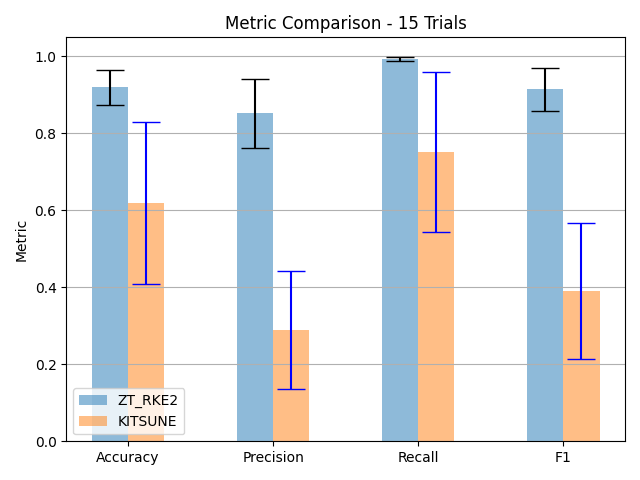 Metric Comparison - 15 Trials
1.0
0.8
0.6
0.4
0.2
0.0
Metric
ZT_RKE2
KITSUNE
Accuracy
Precision
Recall
F1